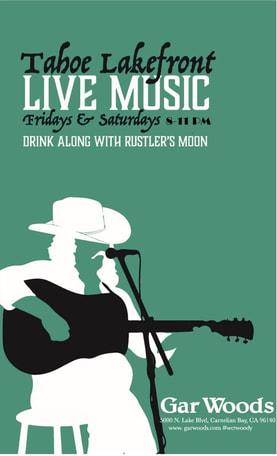 Tahoe Lakefront
LIVE MUSIC
Fridays & Saturdays 8-11 PM
DRINK ALONG WITH RUSTLER'S MOON
Gar Woods
5000 N. Lake Blvd, Carnelian Bay, CA 96140
www.garwoods.com #wetwoody